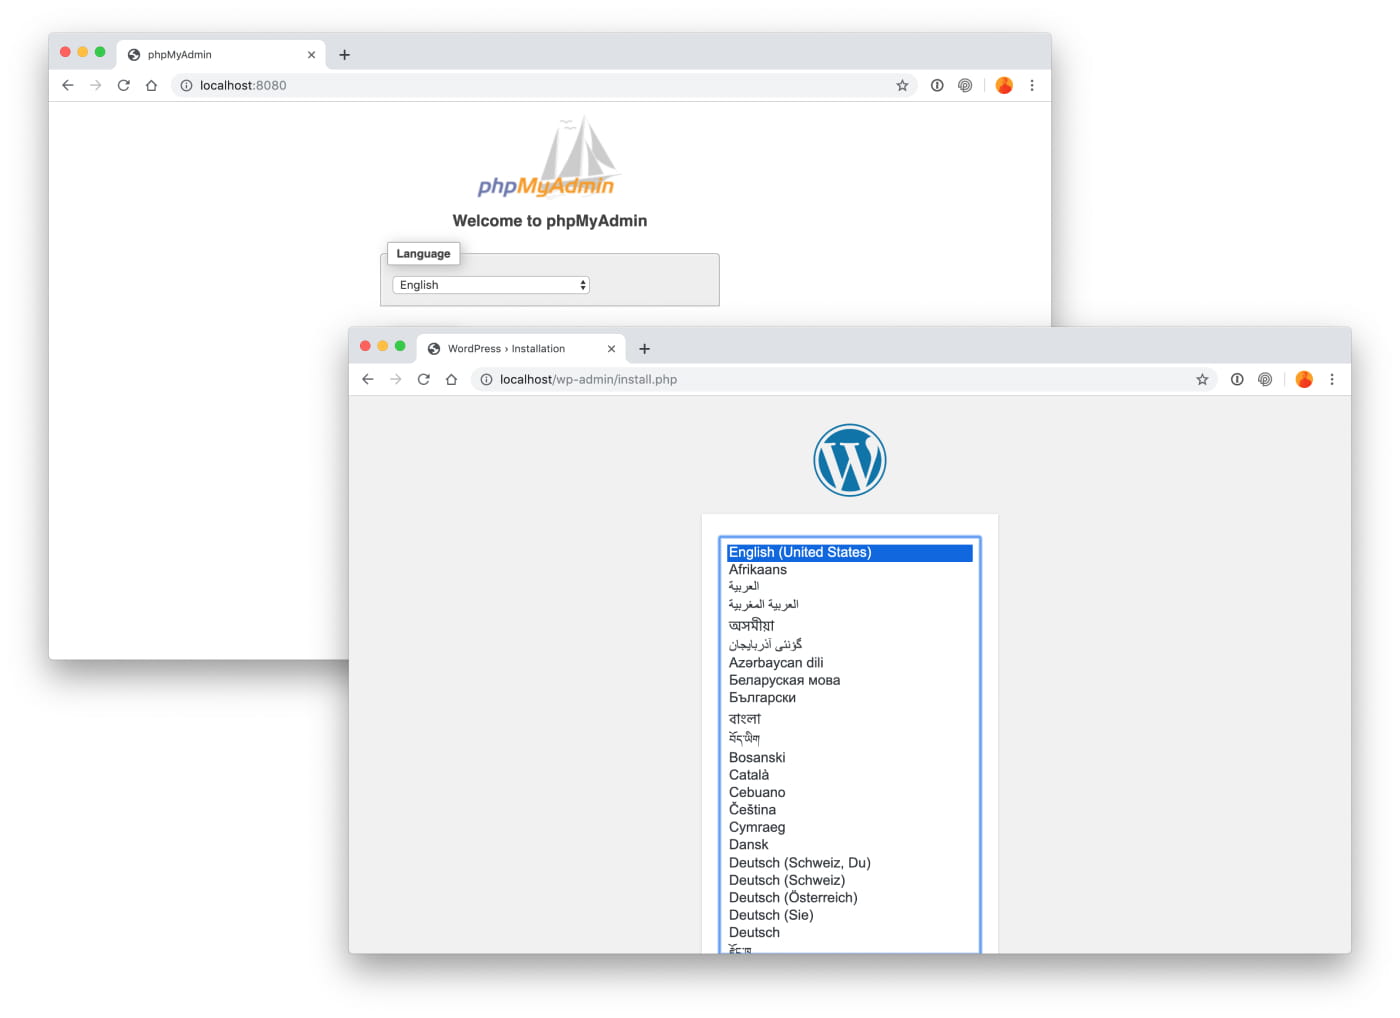 phpMyAdmin
localhost:8080
phpMyAdmin
Welcome to phpMyAdmin
Language
English
WordPress › Installation
localhost/wp-admin/install.php
English (United States)
Afrikaans
العربية
العربية المغربية
অসমীয়া
گؤنئی آذربایجان
Azərbaycan dili
Беларуская мова
Български
বাংলা
བོད་ཡིག
Bosanski
Català
Cebuano
Čeština
Cymraeg
Dansk
Deutsch (Schweiz, Du)
Deutsch (Schweiz)
Deutsch (Österreich)
Deutsch (Sie)
Deutsch